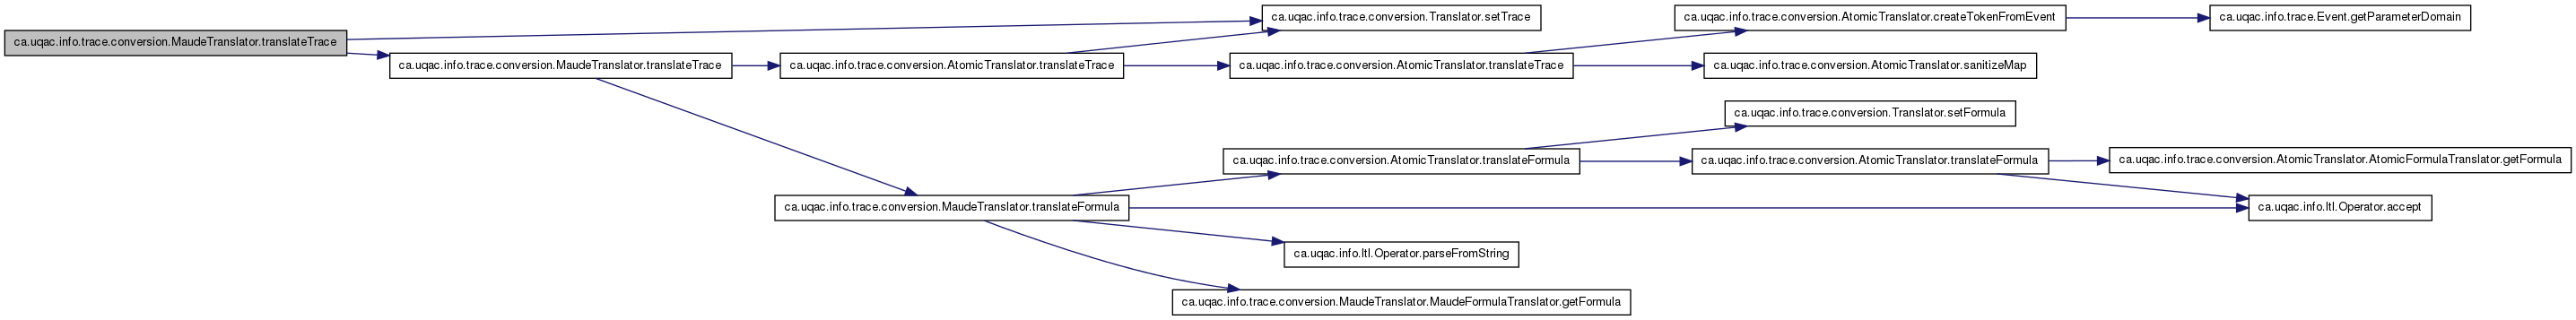 ca.uqac.info.trace.conversion.MaudeTranslator.translateTrace
ca.uqac.info.trace.conversion.Translator.setTrace
ca.uqac.info.trace.conversion.AtomicTranslator.createTokenFromEvent
ca.uqac.info.trace.Event.getParameterDomain
ca.uqac.info.trace.conversion.MaudeTranslator.translateTrace
ca.uqac.info.trace.conversion.AtomicTranslator.translateTrace
ca.uqac.info.trace.conversion.AtomicTranslator.translateTrace
ca.uqac.info.trace.conversion.AtomicTranslator.sanitizeMap
ca.uqac.info.trace.conversion.Translator.setFormula
ca.uqac.info.trace.conversion.AtomicTranslator.translateFormula
ca.uqac.info.trace.conversion.AtomicTranslator.translateFormula
ca.uqac.info.trace.conversion.AtomicTranslator.AtomicFormulaTranslator.getFormula
ca.uqac.info.trace.conversion.MaudeTranslator.translateFormula
ca.uqac.info.ltl.Operator.accept
ca.uqac.info.ltl.Operator.parseFromString
ca.uqac.info.trace.conversion.MaudeTranslator.MaudeFormulaTranslator.getFormula